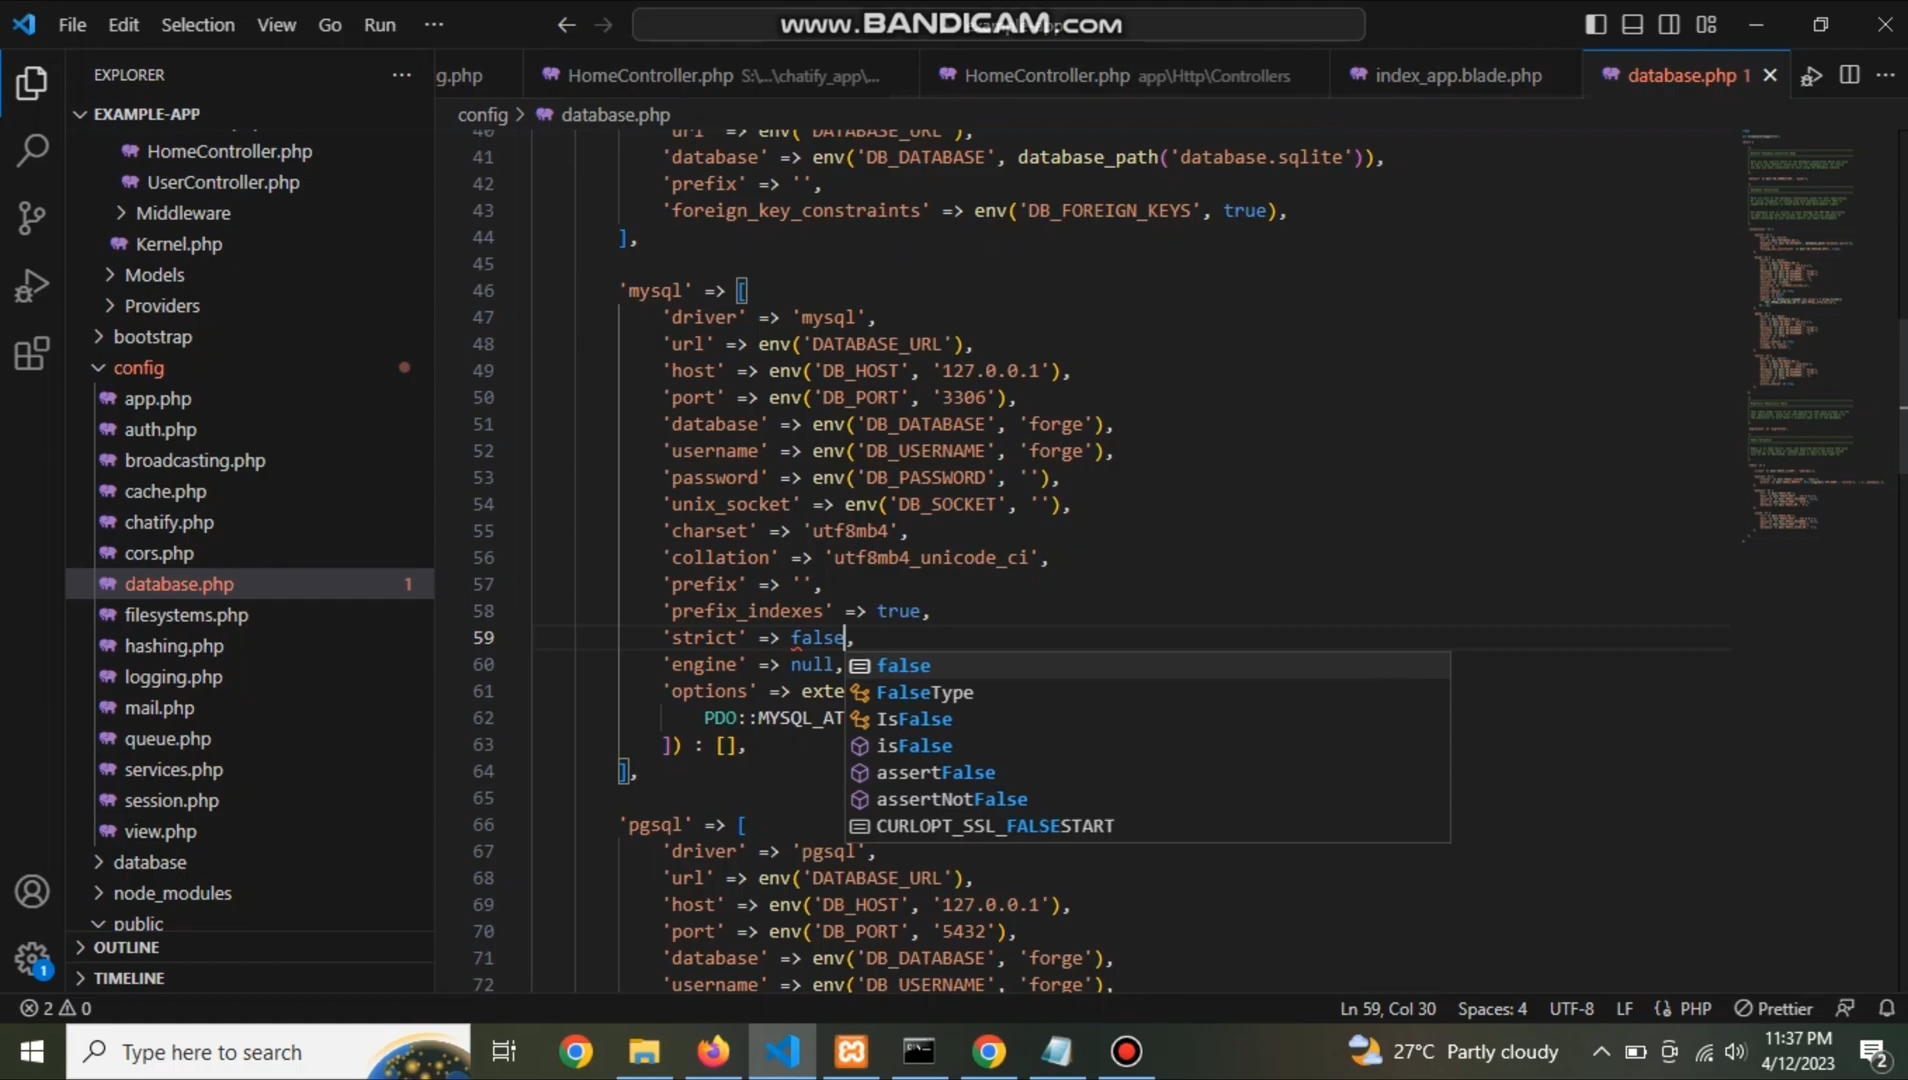 File Edit Selection View Go Run ···
www.BANDICAM.com
EXPLORER ···
g.php
HomeController.php S:\...\chatify_app\...
HomeController.php app\Http\Controllers
index_app.blade.php
database.php 1
EXAMPLE-APP
config > database.php
HomeController.php
UserController.php
Middleware
Kernel.php
Models
Providers
bootstrap
config
app.php
auth.php
broadcasting.php
cache.php
chatify.php
cors.php
database.php 1
filesystems.php
hashing.php
logging.php
mail.php
queue.php
services.php
session.php
view.php
database
node_modules
public
OUTLINE
TIMELINE
40 'url' => env('DATABASE_URL'),
41 'database' => env('DB_DATABASE', database_path('database.sqlite')),
42 'prefix' => '',
43 'foreign_key_constraints' => env('DB_FOREIGN_KEYS', true),
44 ],
45
46 'mysql' => [
47 'driver' => 'mysql',
48 'url' => env('DATABASE_URL'),
49 'host' => env('DB_HOST', '127.0.0.1'),
50 'port' => env('DB_PORT', '3306'),
51 'database' => env('DB_DATABASE', 'forge'),
52 'username' => env('DB_USERNAME', 'forge'),
53 'password' => env('DB_PASSWORD', ''),
54 'unix_socket' => env('DB_SOCKET', ''),
55 'charset' => 'utf8mb4',
56 'collation' => 'utf8mb4_unicode_ci',
57 'prefix' => '',
58 'prefix_indexes' => true,
59 'strict' => false,
60 'engine' => null,
61 'options' => exte
62 PDO::MYSQL_AT
63 ]) : [],
64 ],
65
66 'pgsql' => [
67 'driver' => 'pgsql',
68 'url' => env('DATABASE_URL'),
69 'host' => env('DB_HOST', '127.0.0.1'),
70 'port' => env('DB_PORT', '5432'),
71 'database' => env('DB_DATABASE', 'forge'),
72 'username' => env('DB_USERNAME', 'forge'),
false
FalseType
IsFalse
isFalse
assertFalse
assertNotFalse
CURLOPT_SSL_FALSESTART
1
2 0
Ln 59, Col 30 Spaces: 4 UTF-8 LF PHP Prettier
Type here to search
27°C Partly cloudy
11:37 PM
4/12/2023
2